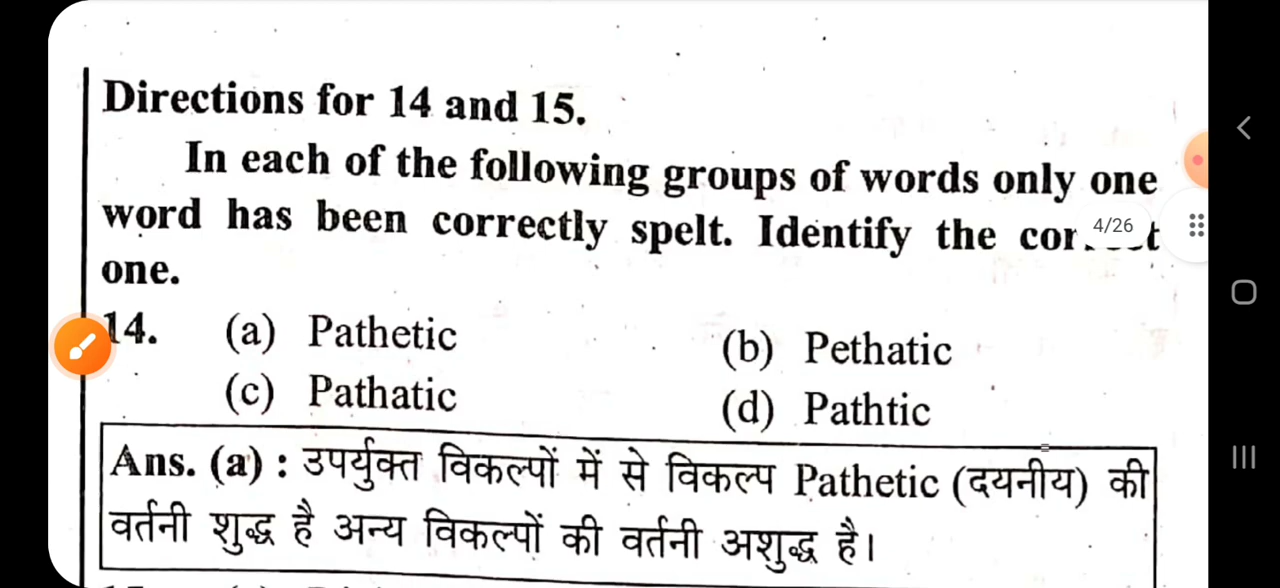 Directions for 14 and 15.
In each of the following groups of words only one
word has been correctly spelt. Identify the
4/26
one.
14. (a) Pathetic (b) Pethatic
(c) Pathatic (d) Pathtic
Ans. (a) : उपर्युक्त विकल्पों में से विकल्प Pathetic (दयनीय) की
वर्तनी शुद्ध है अन्य विकल्पों की वर्तनी अशुद्ध है।